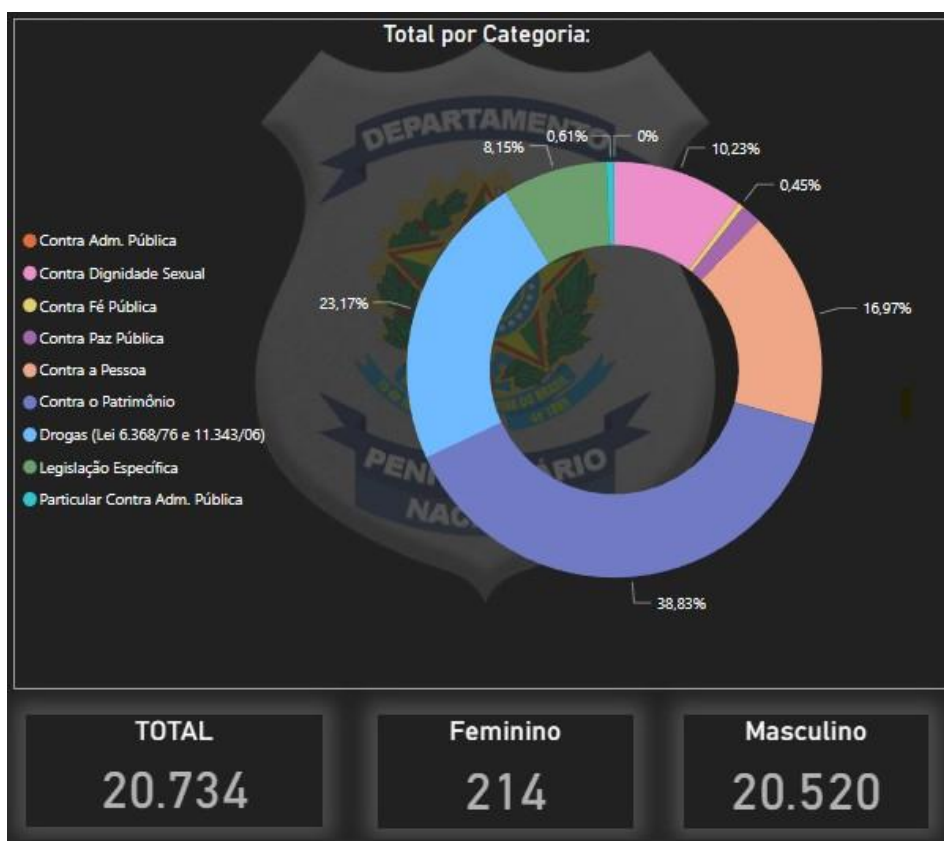 Total por Categoria:
DEPARTAMENTO
0,61%
0%
8,15%
10,23%
0,45%
Contra Adm. Pública
Contra Dignidade Sexual
Contra Fé Pública
23,17%
16,97%
Contra Paz Pública
Contra a Pessoa
Contra o Patrimônio
Drogas (Lei 6.368/76 e 11.343/06)
Legislação Específica
Particular Contra Adm. Pública
38,83%
TOTAL
Feminino
Masculino
20.734
214
20.520